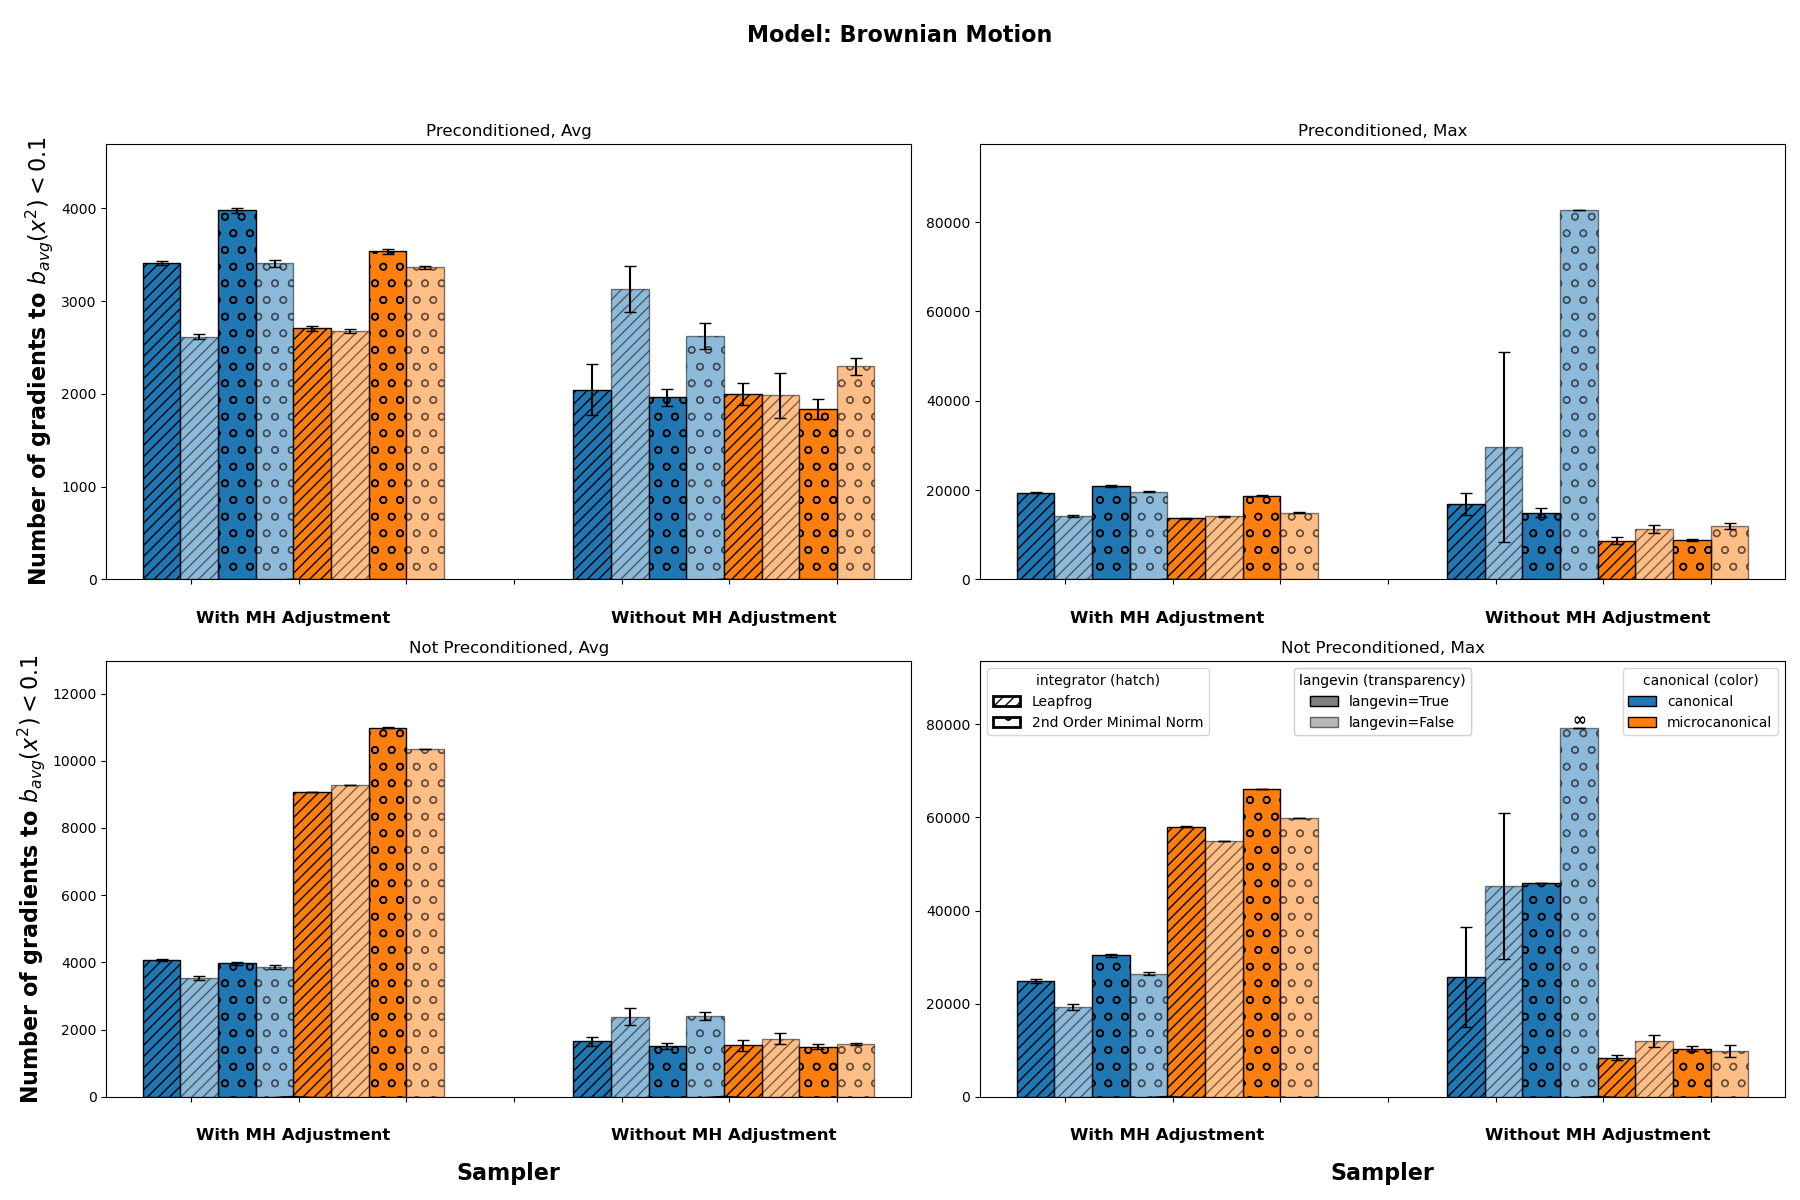 Model: Brownian Motion
Preconditioned, Avg
Number of gradients to b_avg(x²) < 0.1
4000
3000
2000
1000
0
With MH Adjustment
Without MH Adjustment
Preconditioned, Max
80000
60000
40000
20000
0
With MH Adjustment
Without MH Adjustment
Not Preconditioned, Avg
Number of gradients to b_avg(x²) < 0.1
12000
10000
8000
6000
4000
2000
0
With MH Adjustment
Without MH Adjustment
Sampler
Not Preconditioned, Max
integrator (hatch)
Leapfrog
2nd Order Minimal Norm
langevin (transparency)
langevin=True
langevin=False
canonical (color)
canonical
microcanonical
∞
80000
60000
40000
20000
0
With MH Adjustment
Without MH Adjustment
Sampler